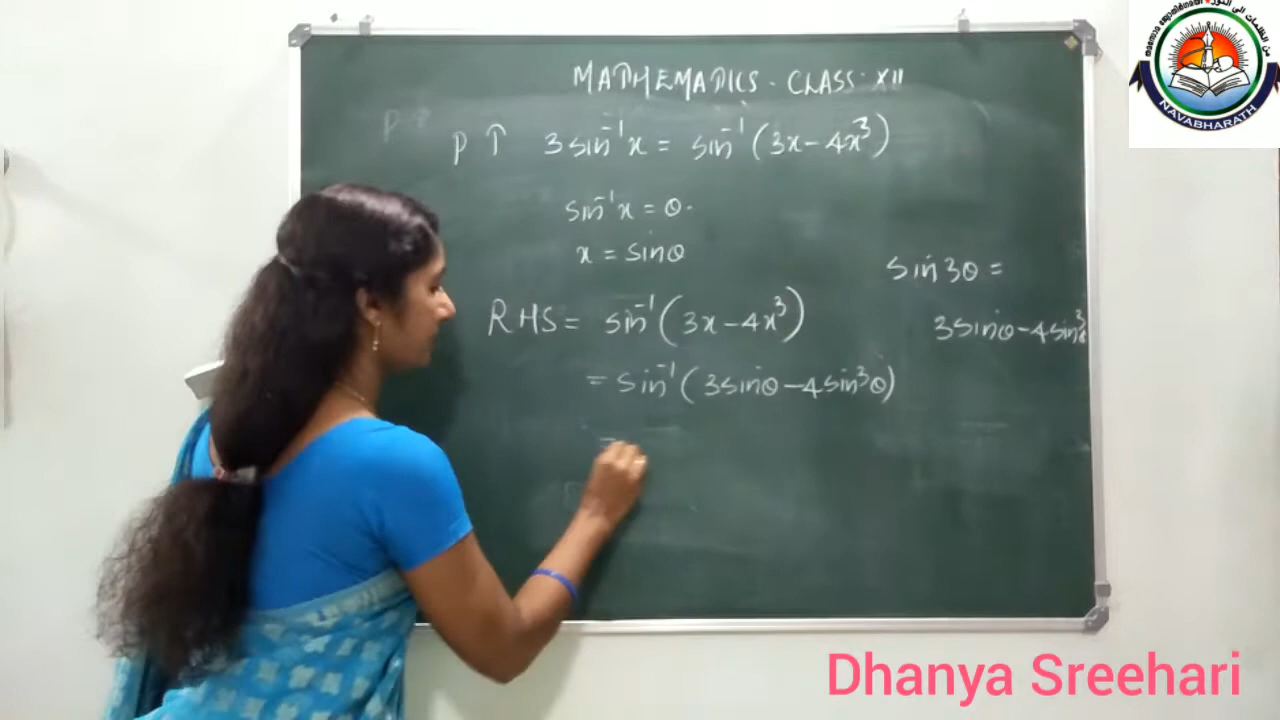 MATHEMATICS - CLASS - XII
P T 3 sin⁻¹x = sin⁻¹(3x - 4x³)
sin⁻¹x = θ.
x = sinθ
RHS = sin⁻¹(3x - 4x³)
= sin⁻¹(3sinθ - 4sin³θ)
=
sin 3θ =
3sinθ - 4sin³θ
NAVABHARATH
Dhanya Sreehari